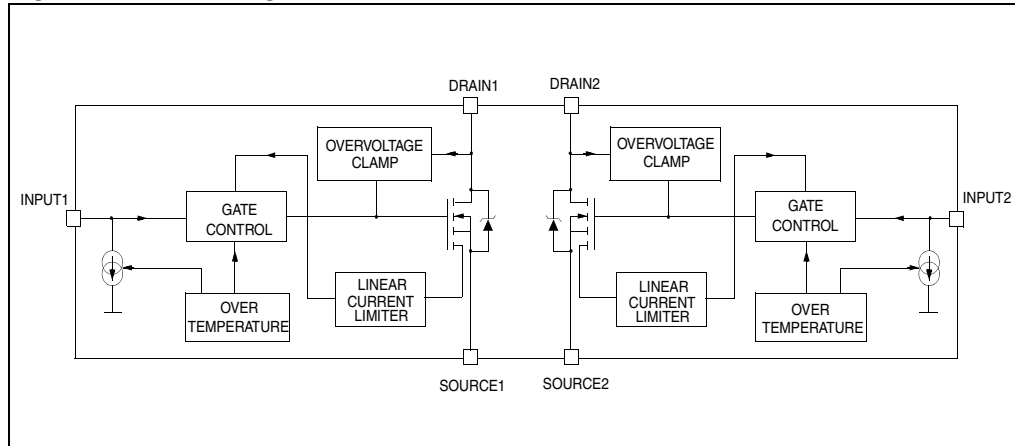 DRAIN1
DRAIN2
OVERVOLTAGE
CLAMP
OVERVOLTAGE
CLAMP
INPUT1
GATE
CONTROL
GATE
CONTROL
INPUT2
OVER
TEMPERATURE
LINEAR
CURRENT
LIMITER
LINEAR
CURRENT
LIMITER
OVER
TEMPERATURE
SOURCE1
SOURCE2